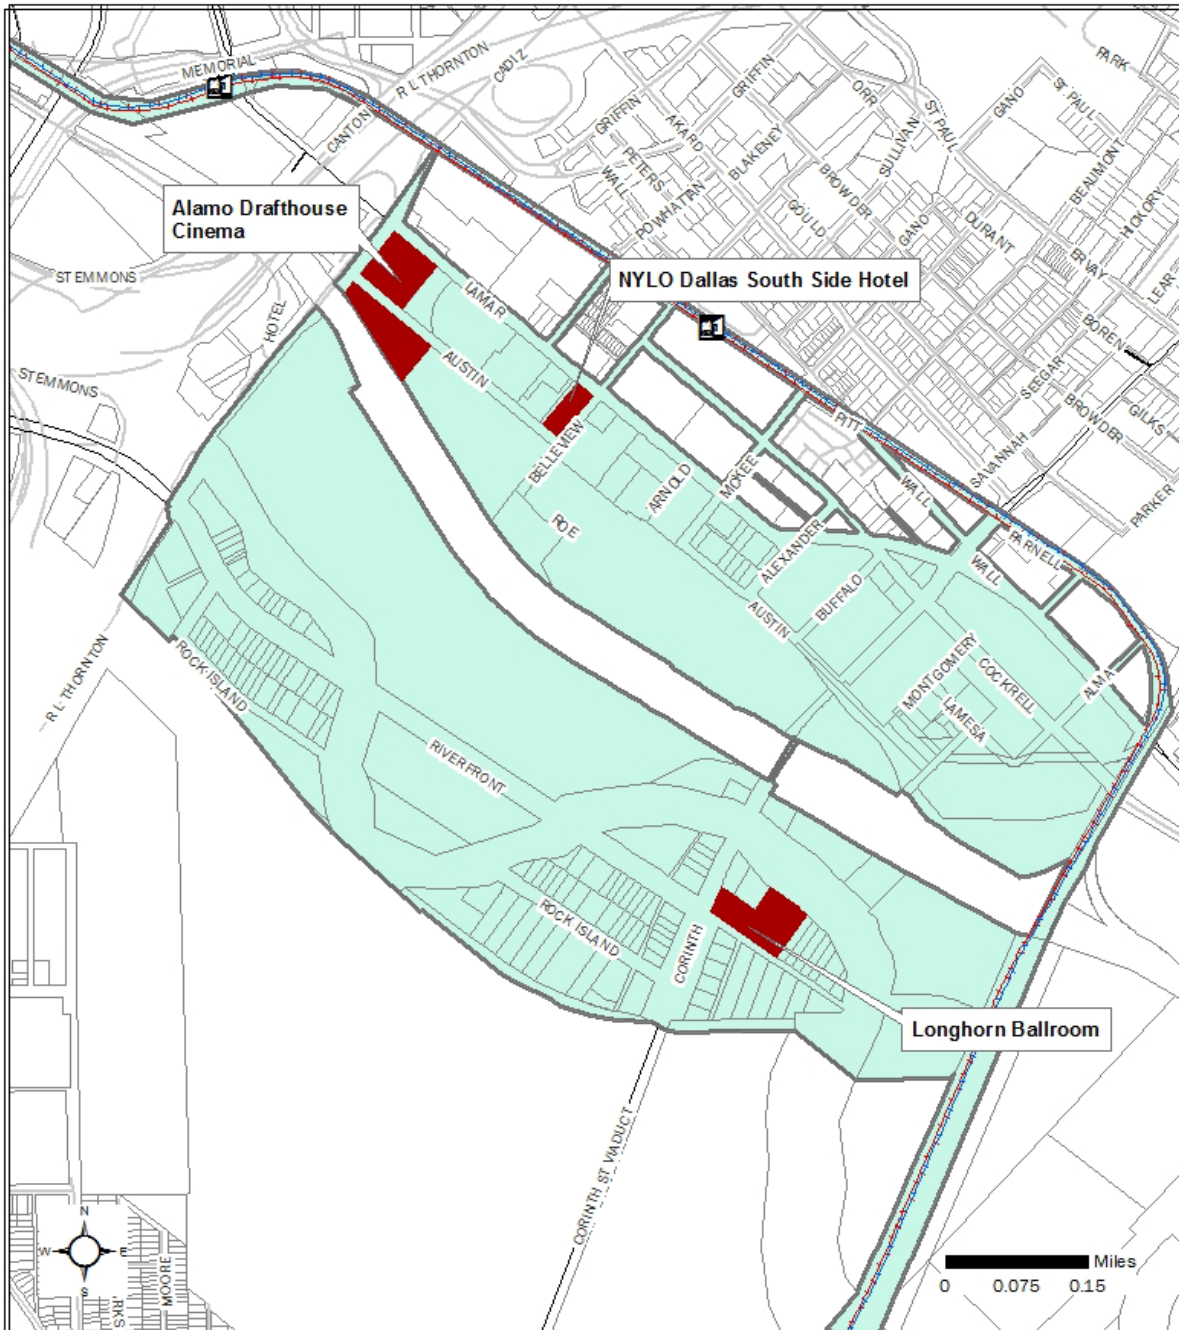 MEMORIAL
R L THORNTON
CADIZ
CANTON
GRIFFIN
GRIFFIN
ORR
ST PAUL
GANO
ST. PAUL
PARK
PETERS
WALL
AKARD
BLAKENEY
POWHATTAN
BROWDER
SULLIVAN
GOULD
GANO
DURANT
BEAUMONT
HICKORY
ERVAY
LEAR
BOREN
Alamo Drafthouse
Cinema
STEMMONS
HOTEL
LAMAR
NYLO Dallas South Side Hotel
STEMMONS
AUSTIN
SEEGAR
BROWDER
GILKS
PITT
SAVANNAH
PARKER
BELLEVIEW
ARNOLD
MCKEE
WALL
ROE
ALEXANDER
PARNELL
WALL
BUFFALO
AUSTIN
R L THORNTON
ROCK ISLAND
MONTGOMERY
COCKRELL
ALMA
LAMESA
RIVERFRONT
ROCK ISLAND
CORINTH
Longhorn Ballroom
CORINTH ST VIADUCT
N
W
E
S
MOORE
RKS
Miles
0 0.075 0.15